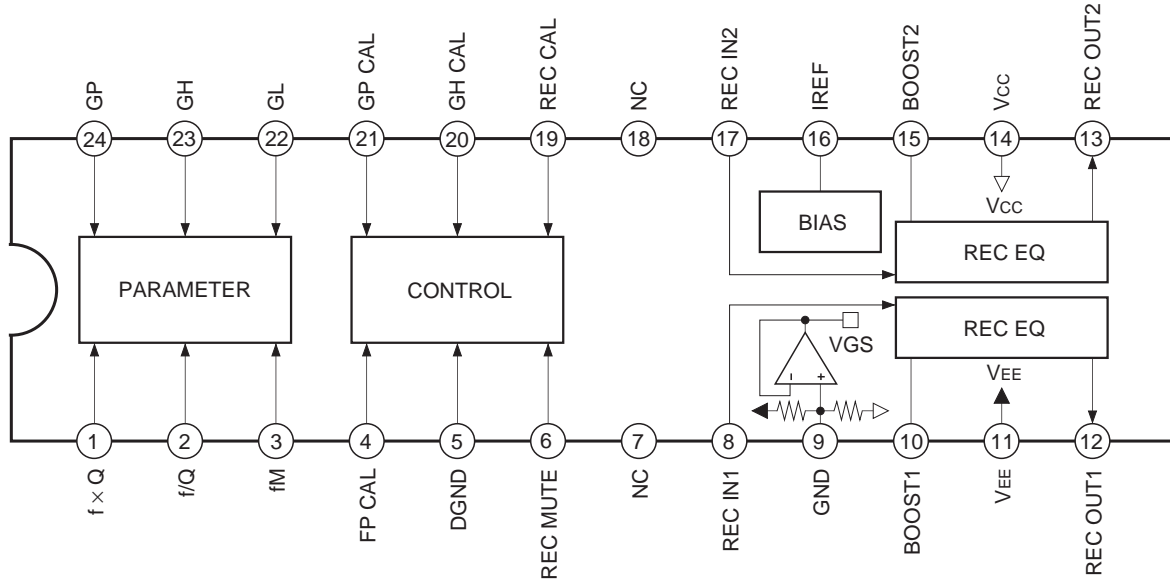 GP
GH
GL
GP CAL
GH CAL
REC CAL
NC
REC IN2
IREF
BOOST2
VCC
REC OUT2
24
23
22
21
20
19
18
17
16
15
14
13
PARAMETER
CONTROL
BIAS
VCC
REC EQ
REC EQ
VGS
VEE
− +
1
2
3
4
5
6
7
8
9
10
11
12
f × Q
f/Q
fM
FP CAL
DGND
REC MUTE
NC
REC IN1
GND
BOOST1
VEE
REC OUT1